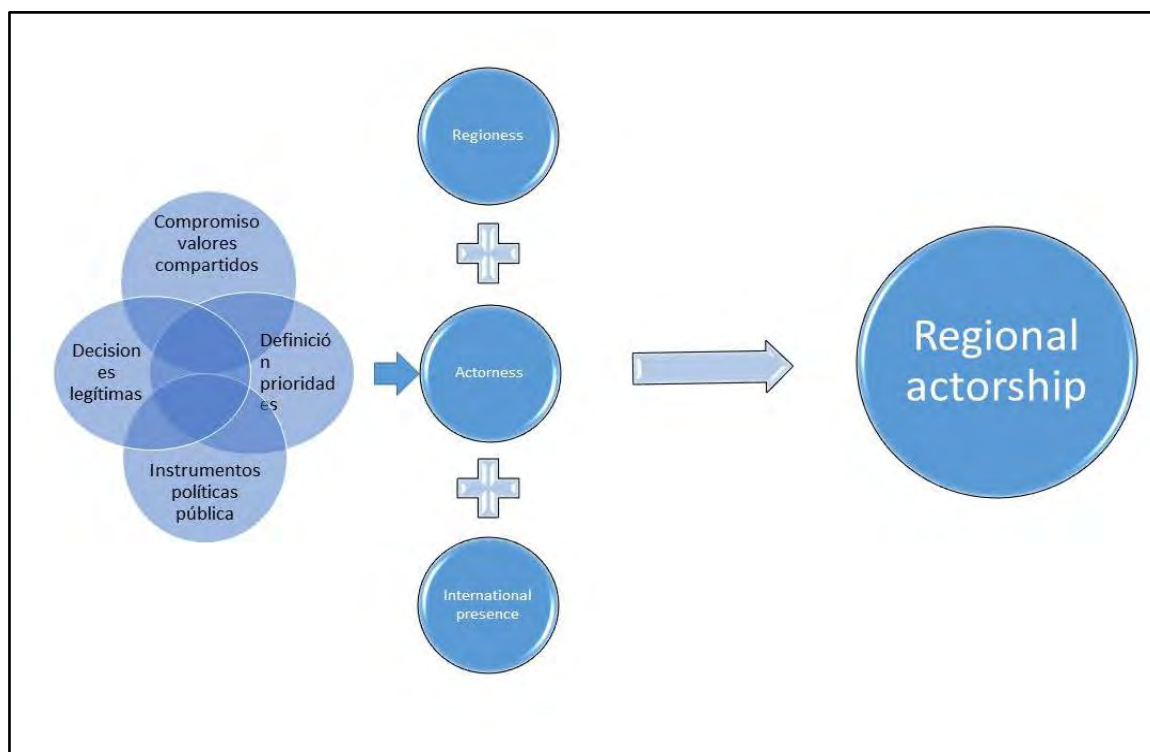 Compromiso
valores
compartidos
Decision
es
legítimas
Definició
n
prioridad
es
Instrumentos
políticas
pública
Regioness
Actorness
International
presence
Regional
actorship